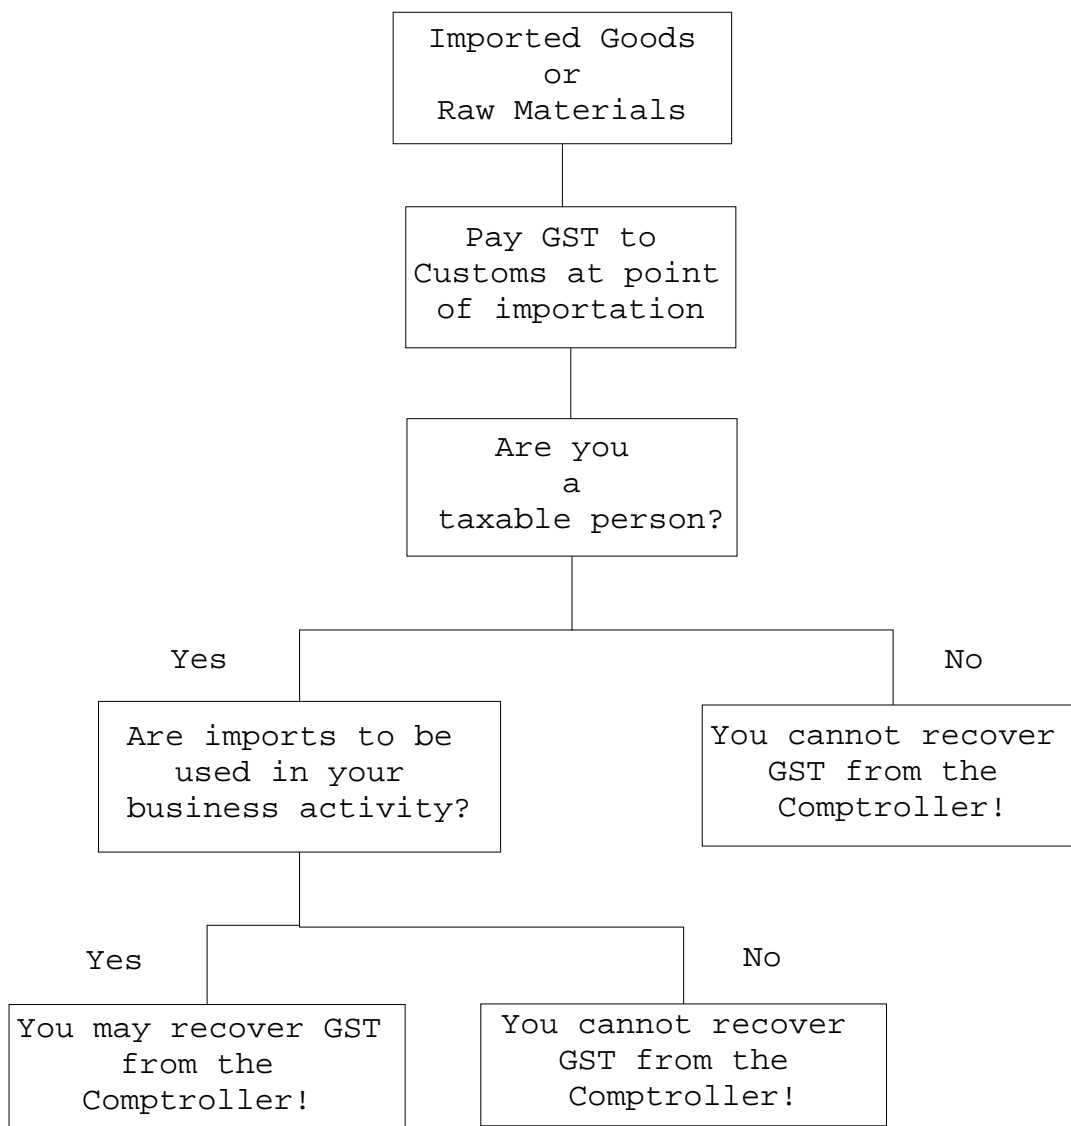 Imported Goods
or
Raw Materials
Pay GST to
Customs at point
of importation
Are you
a
taxable person?
Yes
No
Are imports to be
used in your
business activity?
You cannot recover
GST from the
Comptroller!
Yes
No
You may recover GST
from the
Comptroller!
You cannot recover
GST from the
Comptroller!